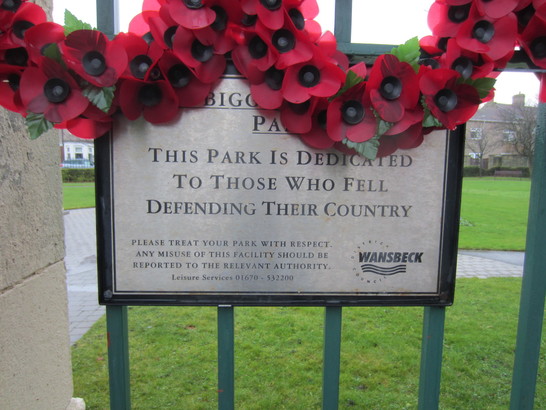 THIS PARK IS DEDICATED
TO THOSE WHO FELL
DEFENDING THEIR COUNTRY
PLEASE TREAT YOUR PARK WITH RESPECT.
ANY MISUSE OF THIS FACILITY SHOULD BE
REPORTED TO THE RELEVANT AUTHORITY.
Leisure Services 01670 - 532200
WANSBECK